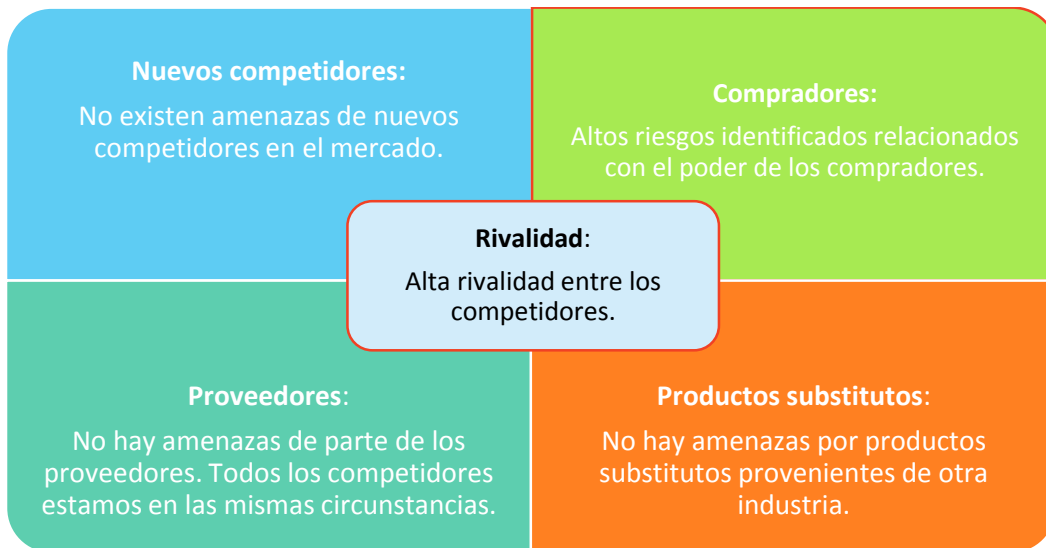 Nuevos competidores:
No existen amenazas de nuevos
competidores en el mercado.
Compradores:
Altos riesgos identificados relacionados
con el poder de los compradores.
Rivalidad:
Alta rivalidad entre los
competidores.
Proveedores:
No hay amenazas de parte de los
proveedores. Todos los competidores
estamos en las mismas circunstancias.
Productos substitutos:
No hay amenazas por productos
substitutos provenientes de otra
industria.